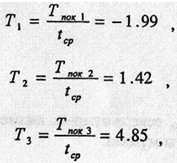 T₁ = T пок 1 / t ср = −1.99 ,
T₂ = T пок 2 / t ср = 1.42 ,
T₃ = T пок 3 / t ср = 4.85 ,